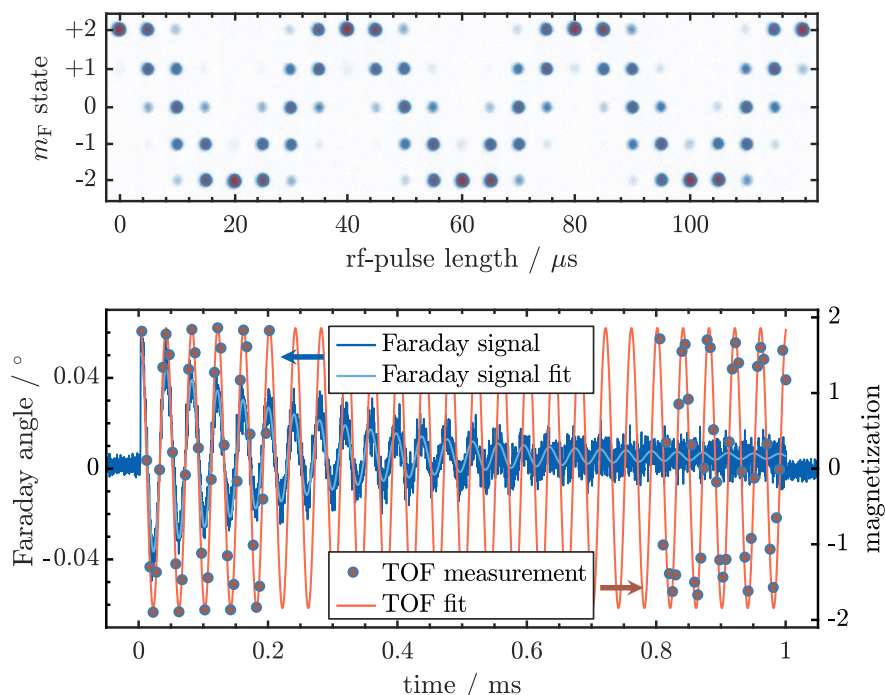 +2
+1
0
-1
-2
m_F state
0 20 40 60 80 100
rf-pulse length / μs
0.04
0
-0.04
Faraday angle / °
Faraday signal
Faraday signal fit
TOF measurement
TOF fit
2
1
0
-1
-2
magnetization
0 0.2 0.4 0.6 0.8 1
time / ms